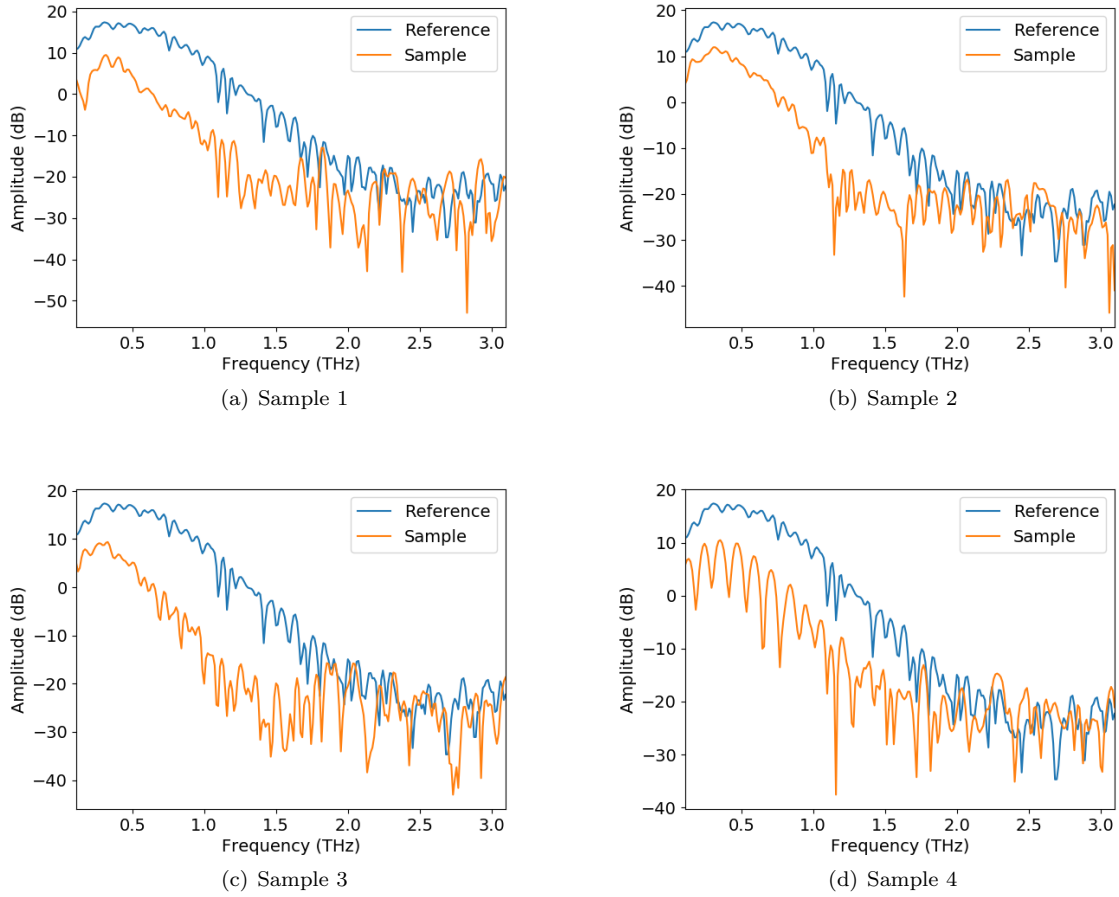 20
10
0
−10
−20
−30
−40
−50
Amplitude (dB)
0.5 1.0 1.5 2.0 2.5 3.0
Frequency (THz)
Reference
Sample
(a) Sample 1
20
10
0
−10
−20
−30
−40
Amplitude (dB)
0.5 1.0 1.5 2.0 2.5 3.0
Frequency (THz)
Reference
Sample
(b) Sample 2
20
10
0
−10
−20
−30
−40
Amplitude (dB)
0.5 1.0 1.5 2.0 2.5 3.0
Frequency (THz)
Reference
Sample
(c) Sample 3
20
10
0
−10
−20
−30
−40
Amplitude (dB)
0.5 1.0 1.5 2.0 2.5 3.0
Frequency (THz)
Reference
Sample
(d) Sample 4